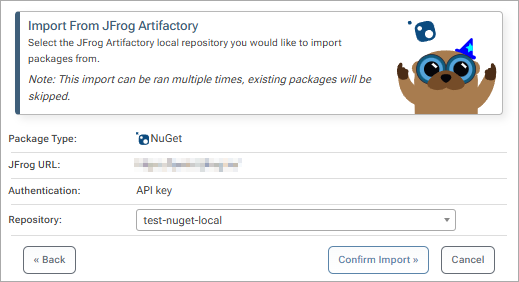 Import From JFrog Artifactory
Select the JFrog Artifactory local repository you would like to import
packages from.
Note: This import can be ran multiple times, existing packages will be
skipped.
Package Type: NuGet
JFrog URL:
Authentication: API key
Repository: test-nuget-local
« Back Confirm Import » Cancel